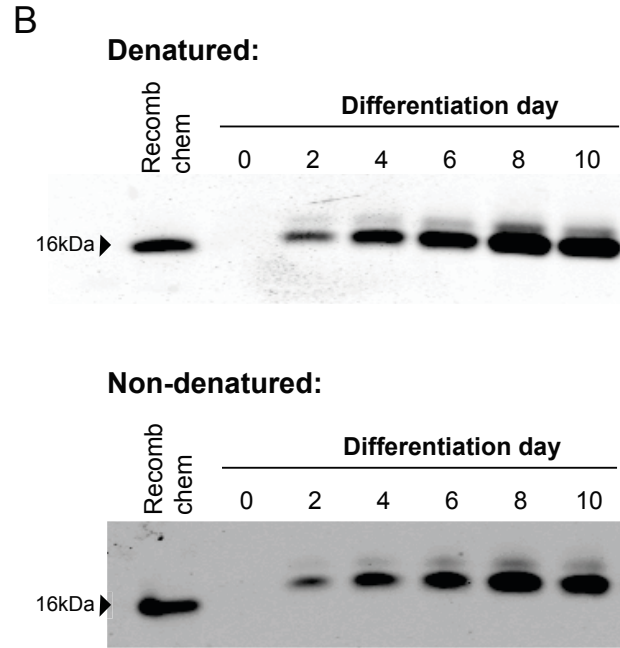 B
Denatured:
Recomb
chem
Differentiation day
0 2 4 6 8 10
16kDa
Non-denatured:
Recomb
chem
Differentiation day
0 2 4 6 8 10
16kDa